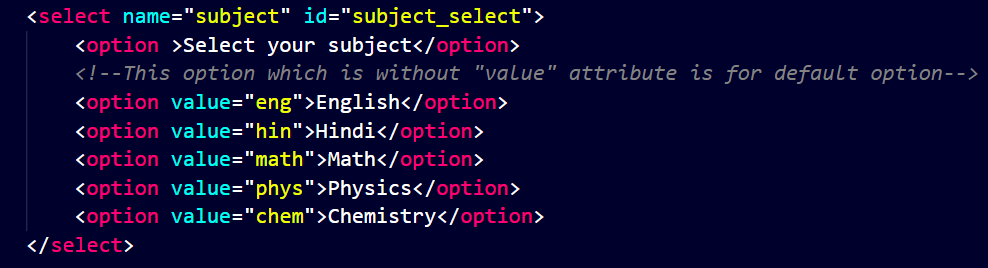 <select name="subject" id="subject_select">
    <option >Select your subject</option>
    <!--This option which is without "value" attribute is for default option-->
    <option value="eng">English</option>
    <option value="hin">Hindi</option>
    <option value="math">Math</option>
    <option value="phys">Physics</option>
    <option value="chem">Chemistry</option>
</select>